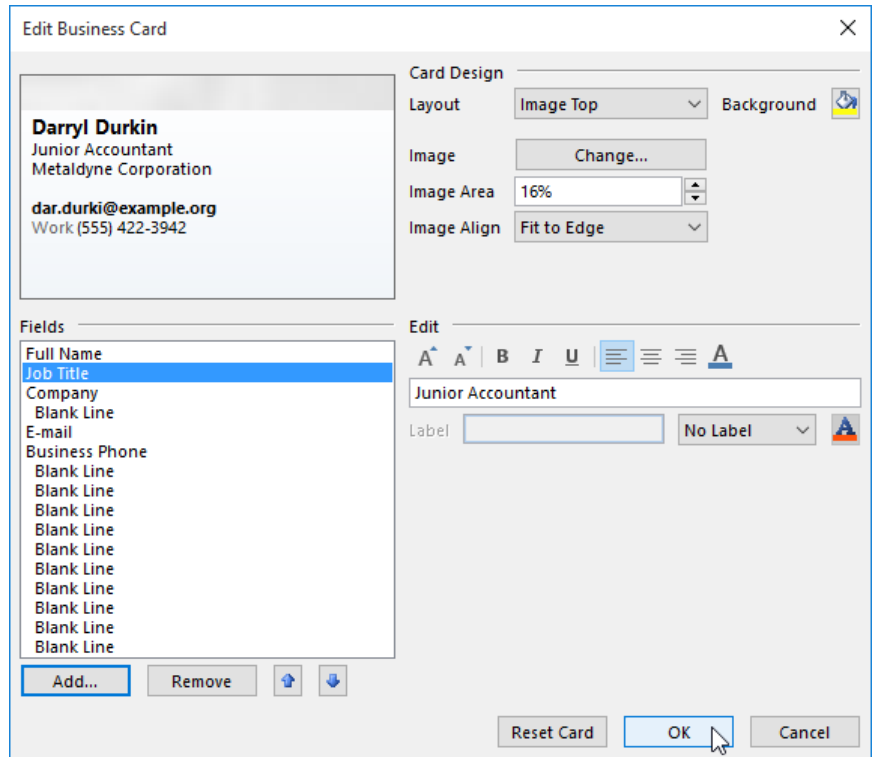 Edit Business Card
Darryl Durkin
Junior Accountant
Metaldyne Corporation
dar.durki@example.org
Work (555) 422-3942
Card Design
Layout Image Top Background
Image Change...
Image Area 16%
Image Align Fit to Edge
Fields
Full Name
Job Title
Company
Blank Line
E-mail
Business Phone
Blank Line
Blank Line
Blank Line
Blank Line
Blank Line
Blank Line
Blank Line
Blank Line
Blank Line
Blank Line
Add... Remove
Edit
A A B I U A
Junior Accountant
Label No Label A
Reset Card OK Cancel